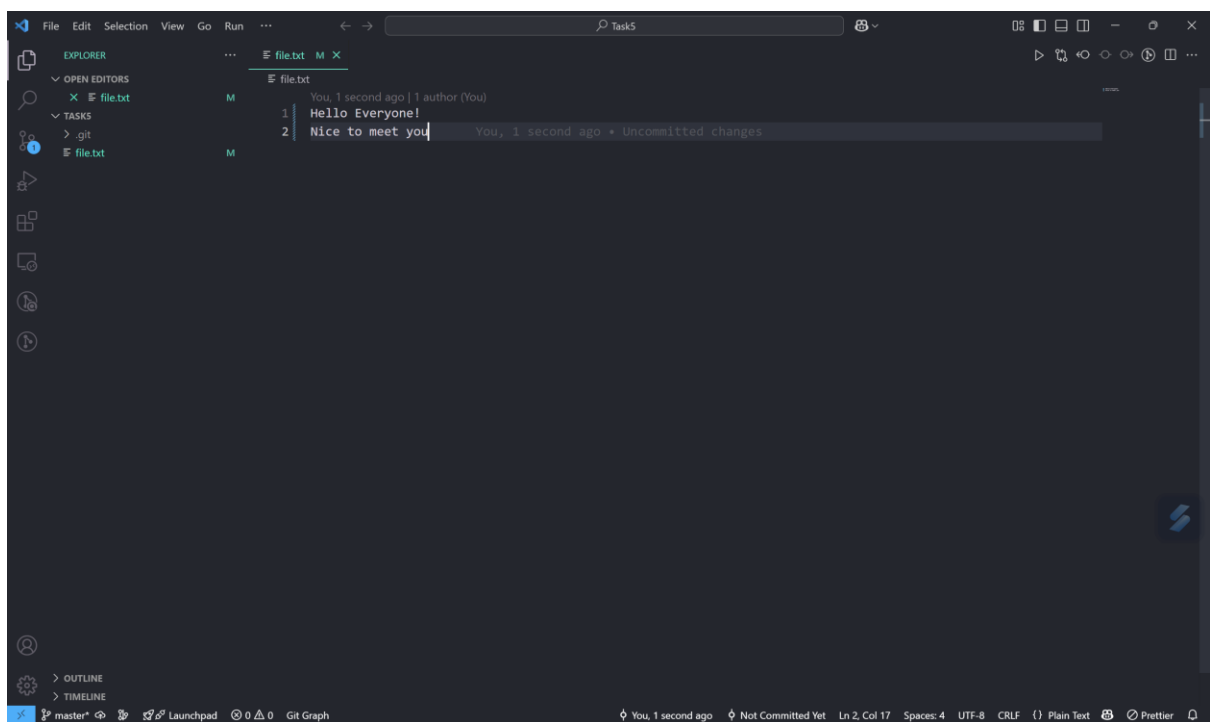 File Edit Selection View Go Run ··· Task5
EXPLORER ···
OPEN EDITORS
file.txt M
TASK5
.git
file.txt M
1
file.txt M
file.txt
You, 1 second ago | 1 author (You)
1 Hello Everyone!
2 Nice to meet you You, 1 second ago • Uncommitted changes
OUTLINE
TIMELINE
master* Launchpad 0 0 Git Graph You, 1 second ago Not Committed Yet Ln 2, Col 17 Spaces: 4 UTF-8 CRLF {} Plain Text Prettier